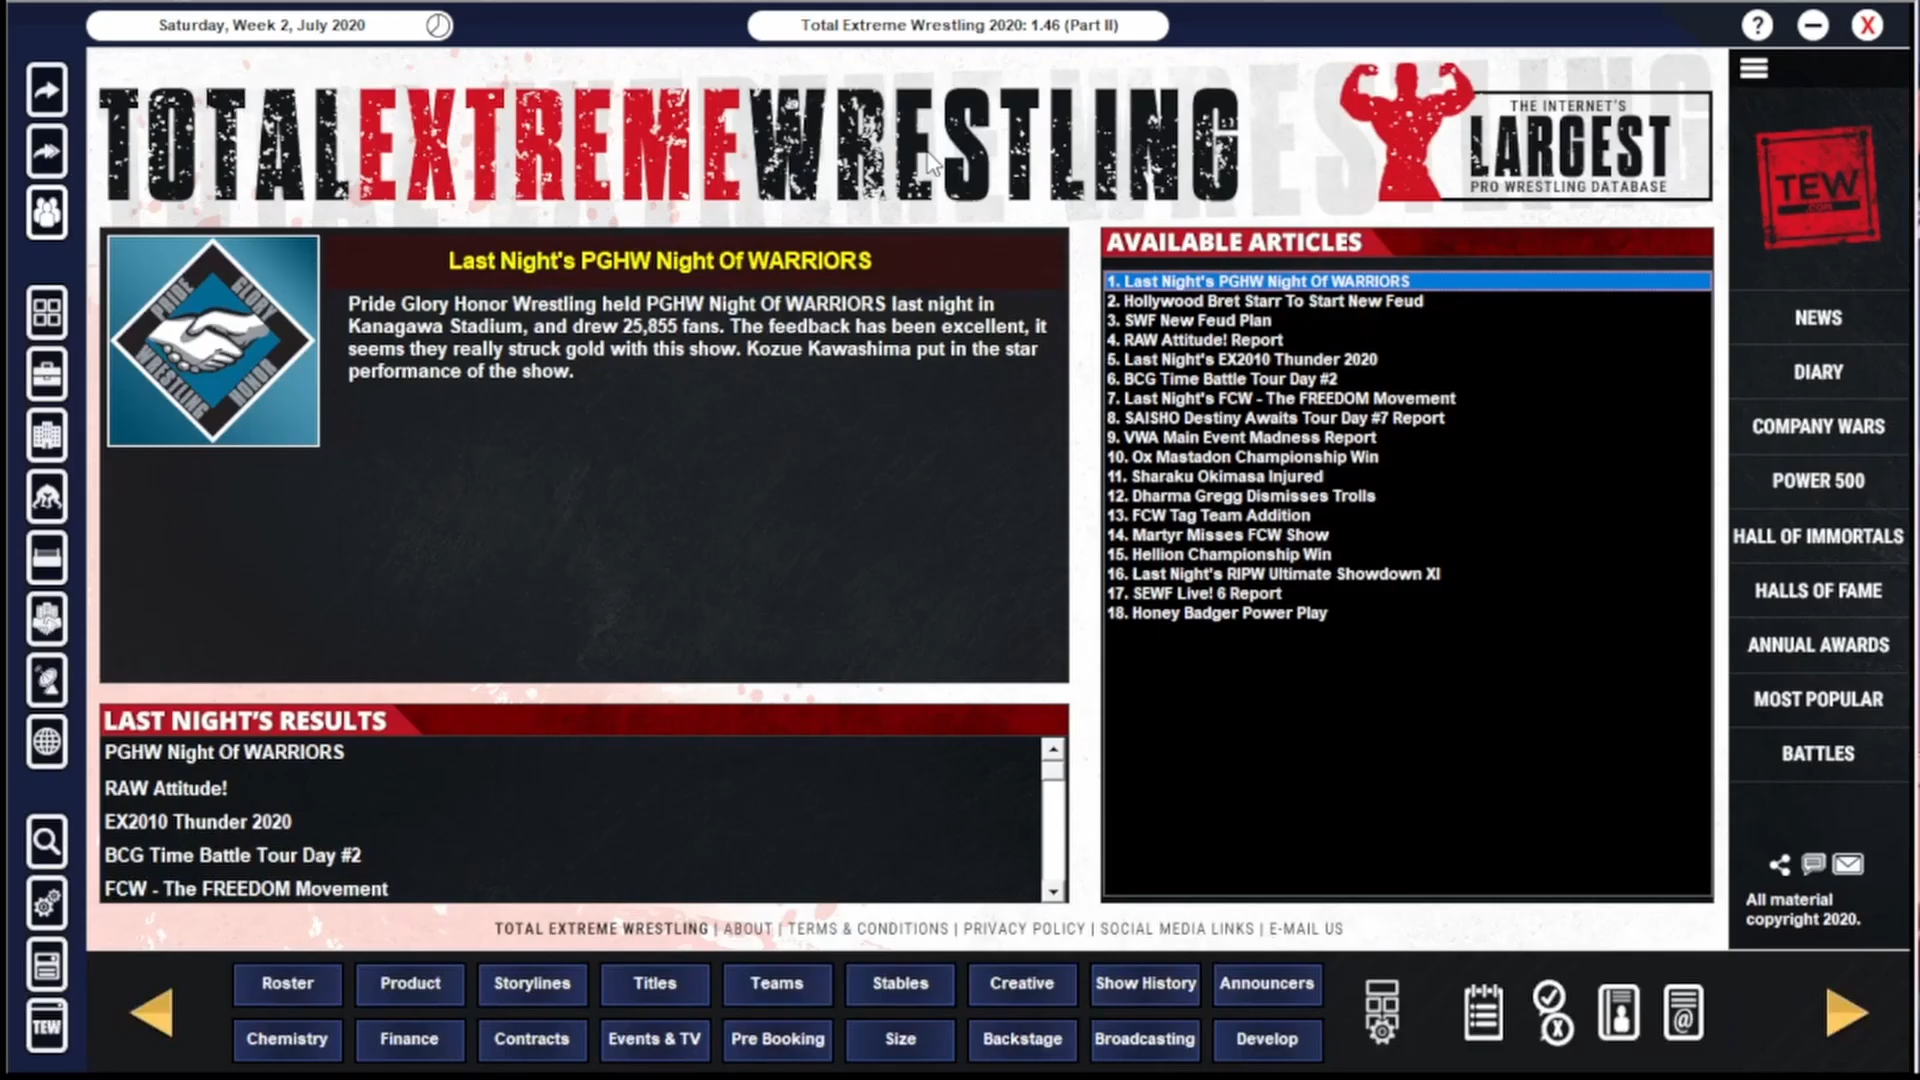 Saturday, Week 2, July 2020
Total Extreme Wrestling 2020: 1.46 (Part II)
?
X
TOTALEXTREMEWRESTLING
THE INTERNET'S
LARGEST
PRO WRESTLING DATABASE
TEW
.COM
PRIDE
GLORY
WRESTLING
HONOR
Last Night's PGHW Night Of WARRIORS
Pride Glory Honor Wrestling held PGHW Night Of WARRIORS last night in
Kanagawa Stadium, and drew 25,855 fans. The feedback has been excellent, it
seems they really struck gold with this show. Kozue Kawashima put in the star
performance of the show.
AVAILABLE ARTICLES
1. Last Night's PGHW Night Of WARRIORS
2. Hollywood Bret Starr To Start New Feud
3. SWF New Feud Plan
4. RAW Attitude! Report
5. Last Night's EX2010 Thunder 2020
6. BCG Time Battle Tour Day #2
7. Last Night's FCW - The FREEDOM Movement
8. SAISHO Destiny Awaits Tour Day #7 Report
9. VWA Main Event Madness Report
10. Ox Mastadon Championship Win
11. Sharaku Okimasa Injured
12. Dharma Gregg Dismisses Trolls
13. FCW Tag Team Addition
14. Martyr Misses FCW Show
15. Hellion Championship Win
16. Last Night's RIPW Ultimate Showdown XI
17. SEWF Live! 6 Report
18. Honey Badger Power Play
NEWS
DIARY
COMPANY WARS
POWER 500
HALL OF IMMORTALS
HALLS OF FAME
ANNUAL AWARDS
MOST POPULAR
BATTLES
All material
copyright 2020.
LAST NIGHT'S RESULTS
PGHW Night Of WARRIORS
RAW Attitude!
EX2010 Thunder 2020
BCG Time Battle Tour Day #2
FCW - The FREEDOM Movement
TOTAL EXTREME WRESTLING | ABOUT | TERMS & CONDITIONS | PRIVACY POLICY | SOCIAL MEDIA LINKS | E-MAIL US
TEW
Roster
Product
Storylines
Titles
Teams
Stables
Creative
Show History
Announcers
Chemistry
Finance
Contracts
Events & TV
Pre Booking
Size
Backstage
Broadcasting
Develop